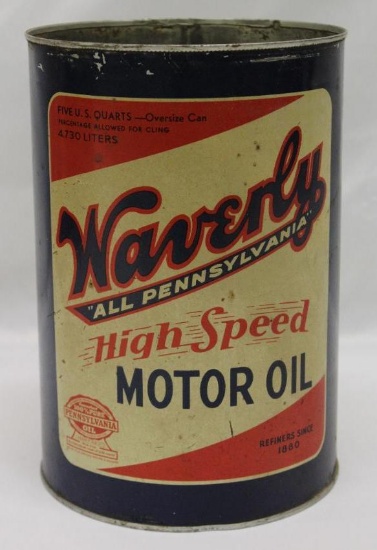 FIVE U.S. QUARTS—Oversize Can
PERCENTAGE ALLOWED FOR CLING
4.730 LITERS
Waverly
"ALL PENNSYLVANIA"
High Speed
MOTOR OIL
PENNSYLVANIA
OIL
REFINERS SINCE
1880